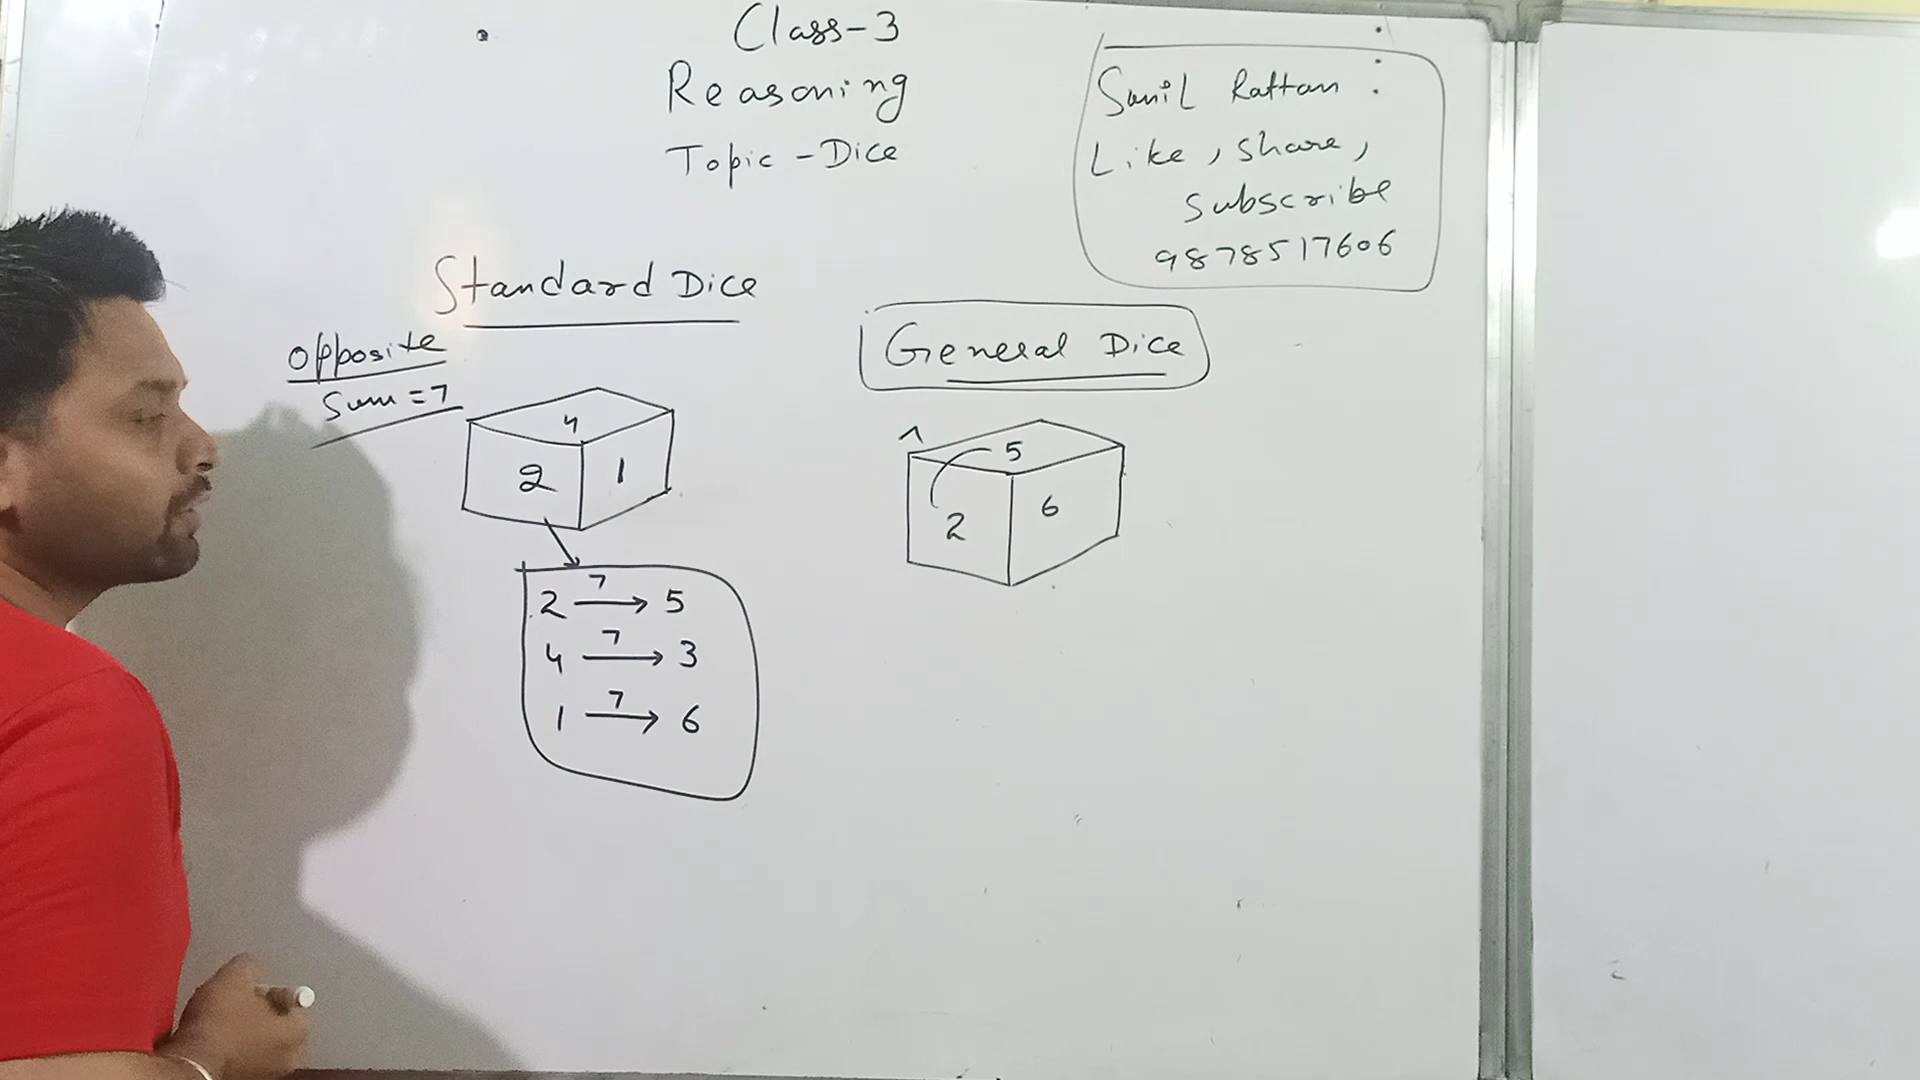 Class-3
Reasoning
Topic - Dice
Sunil Rattan :
Like, share,
subscribe
9878517606
Standard Dice
opposite
Sum = 7
4
2 1
7
2 → 5
7
4 → 3
7
1 → 6
General Dice
5
2 6